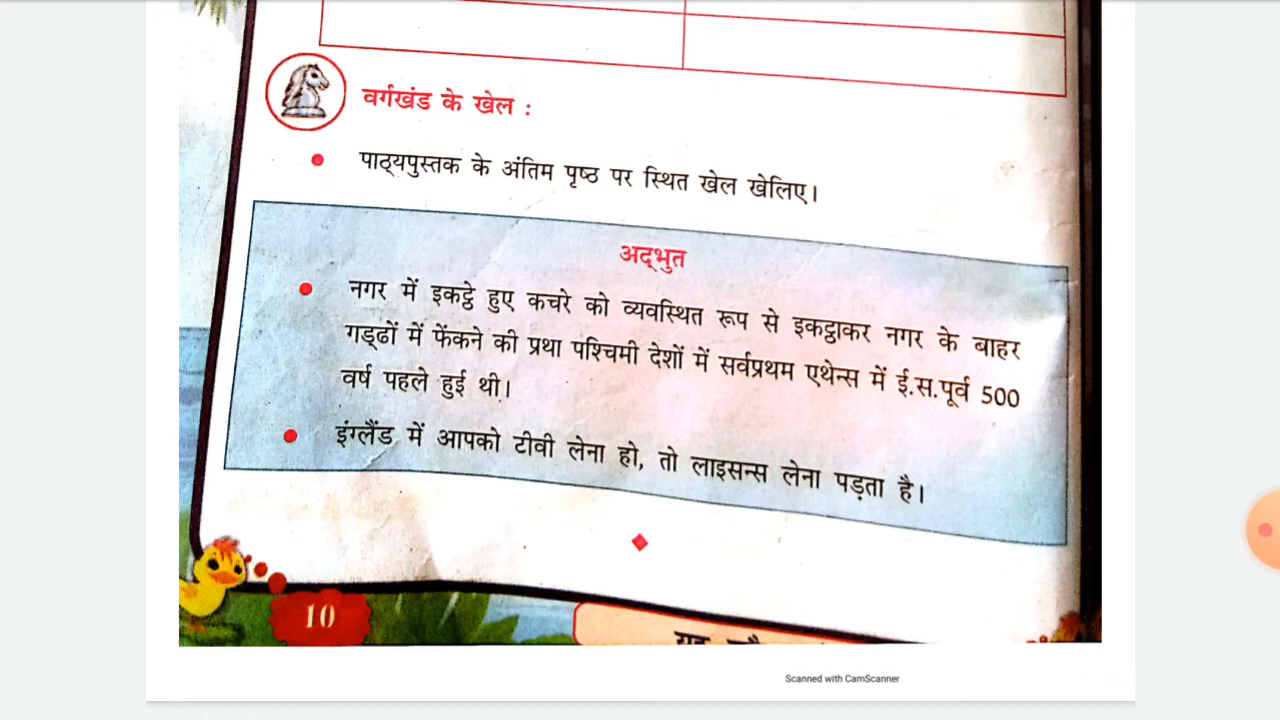 वर्गखंड के खेल :
पाठ्यपुस्तक के अंतिम पृष्ठ पर स्थित खेल खेलिए।
अद्भुत
नगर में इकट्ठे हुए कचरे को व्यवस्थित रूप से इकट्ठाकर नगर के बाहर
गड्ढों में फेंकने की प्रथा पश्चिमी देशों में सर्वप्रथम एथेन्स में ई.स.पूर्व 500
वर्ष पहले हुई थी।
इंग्लैंड में आपको टीवी लेना हो, तो लाइसन्स लेना पड़ता है।
10
Scanned with CamScanner